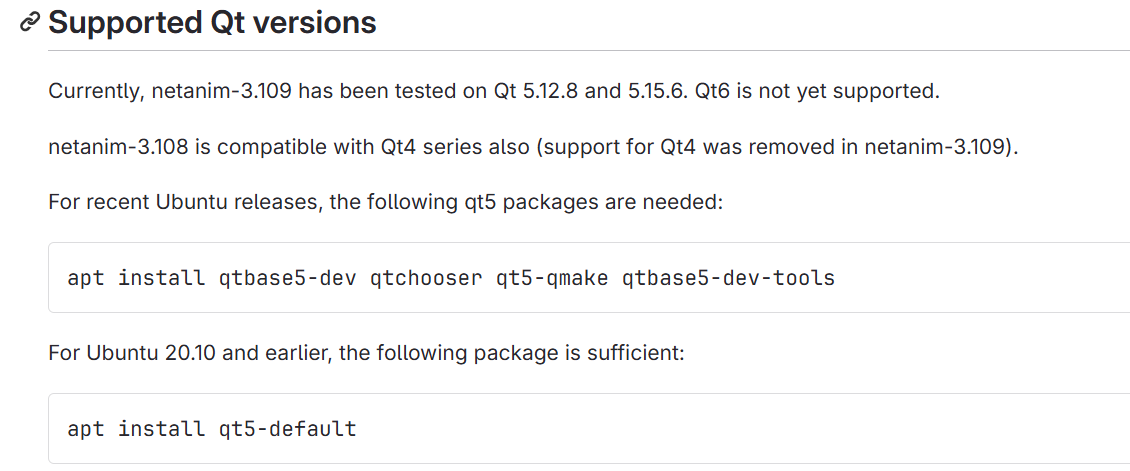 Supported Qt versions
Currently, netanim-3.109 has been tested on Qt 5.12.8 and 5.15.6. Qt6 is not yet supported.
netanim-3.108 is compatible with Qt4 series also (support for Qt4 was removed in netanim-3.109).
For recent Ubuntu releases, the following qt5 packages are needed:
apt install qtbase5-dev qtchooser qt5-qmake qtbase5-dev-tools
For Ubuntu 20.10 and earlier, the following package is sufficient:
apt install qt5-default